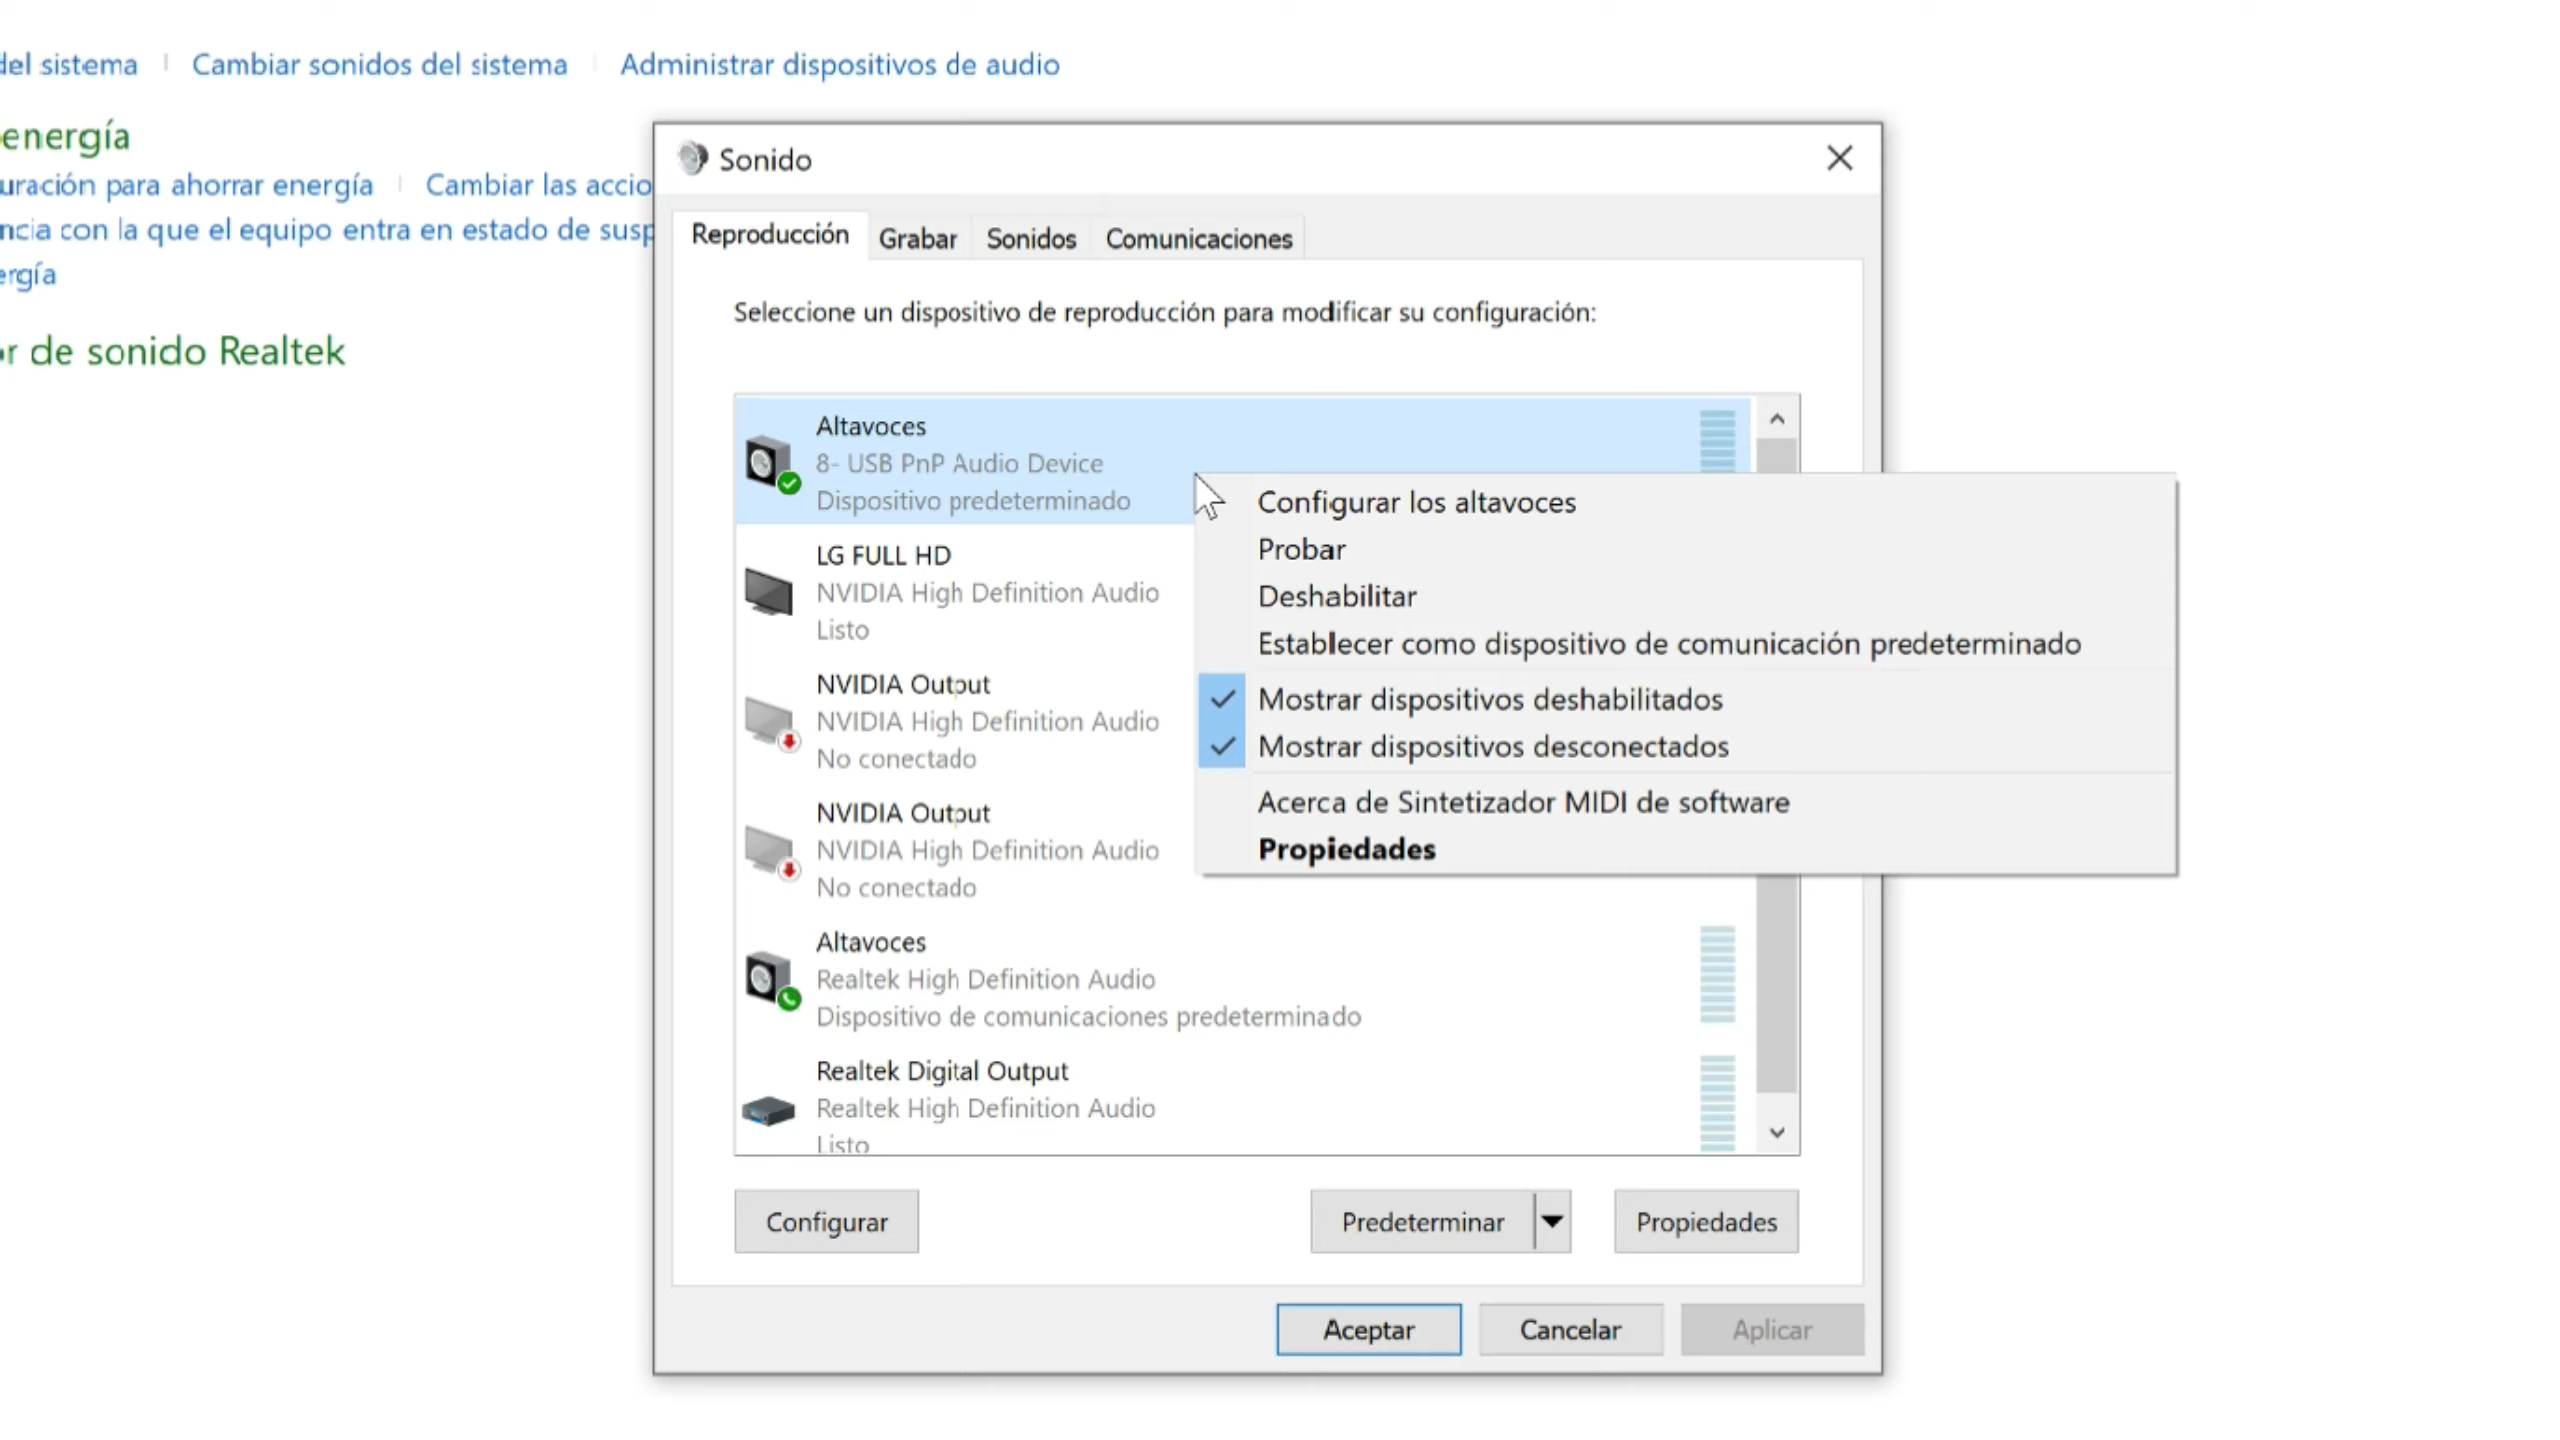 del sistema | Cambiar sonidos del sistema | Administrar dispositivos de audio
energía
uración para ahorrar energía | Cambiar las accio
ncia con la que el equipo entra en estado de susp
ergía
r de sonido Realtek
Sonido
Reproducción Grabar Sonidos Comunicaciones
Seleccione un dispositivo de reproducción para modificar su configuración:
Altavoces
8- USB PnP Audio Device
Dispositivo predeterminado
LG FULL HD
NVIDIA High Definition Audio
Listo
NVIDIA Output
NVIDIA High Definition Audio
No conectado
NVIDIA Output
NVIDIA High Definition Audio
No conectado
Altavoces
Realtek High Definition Audio
Dispositivo de comunicaciones predeterminado
Realtek Digital Output
Realtek High Definition Audio
Listo
Configurar los altavoces
Probar
Deshabilitar
Establecer como dispositivo de comunicación predeterminado
Mostrar dispositivos deshabilitados
Mostrar dispositivos desconectados
Acerca de Sintetizador MIDI de software
Propiedades
Configurar Predeterminar Propiedades
Aceptar Cancelar Aplicar